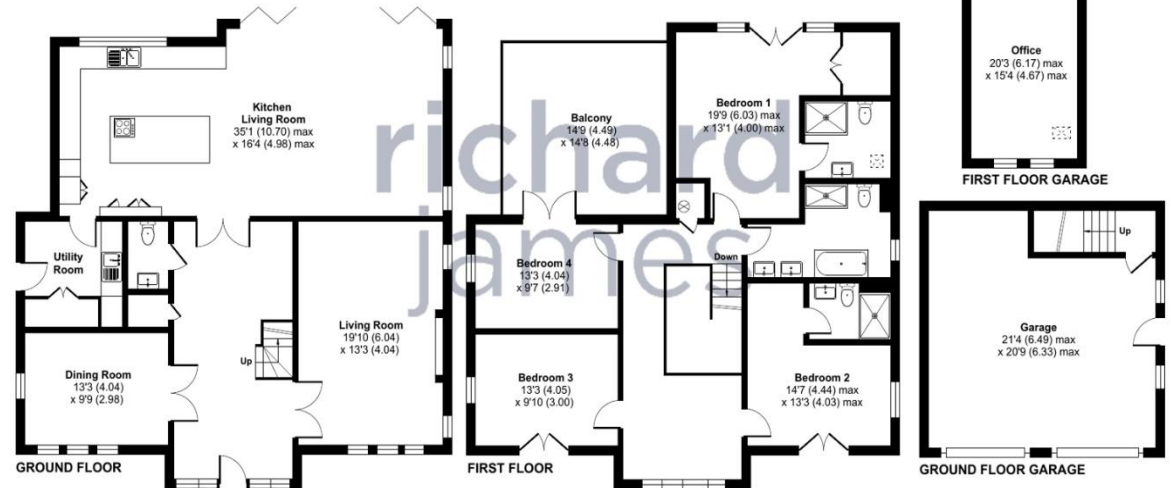 Kitchen
Living Room
35'1 (10.70) max
x 16'4 (4.98) max
Utility
Room
Dining Room
13'3 (4.04)
x 9'9 (2.98)
Up
Living Room
19'10 (6.04)
x 13'3 (4.04)
GROUND FLOOR
Balcony
14'9 (4.49)
x 14'8 (4.48)
Bedroom 1
19'9 (6.03) max
x 13'1 (4.00) max
Bedroom 4
13'3 (4.04)
x 9'7 (2.91)
Down
Bedroom 3
13'3 (4.05)
x 9'10 (3.00)
Bedroom 2
14'7 (4.44) max
x 13'3 (4.03) max
FIRST FLOOR
Office
20'3 (6.17) max
x 15'4 (4.67) max
FIRST FLOOR GARAGE
Up
Garage
21'4 (6.49) max
x 20'9 (6.33) max
GROUND FLOOR GARAGE
richard
james